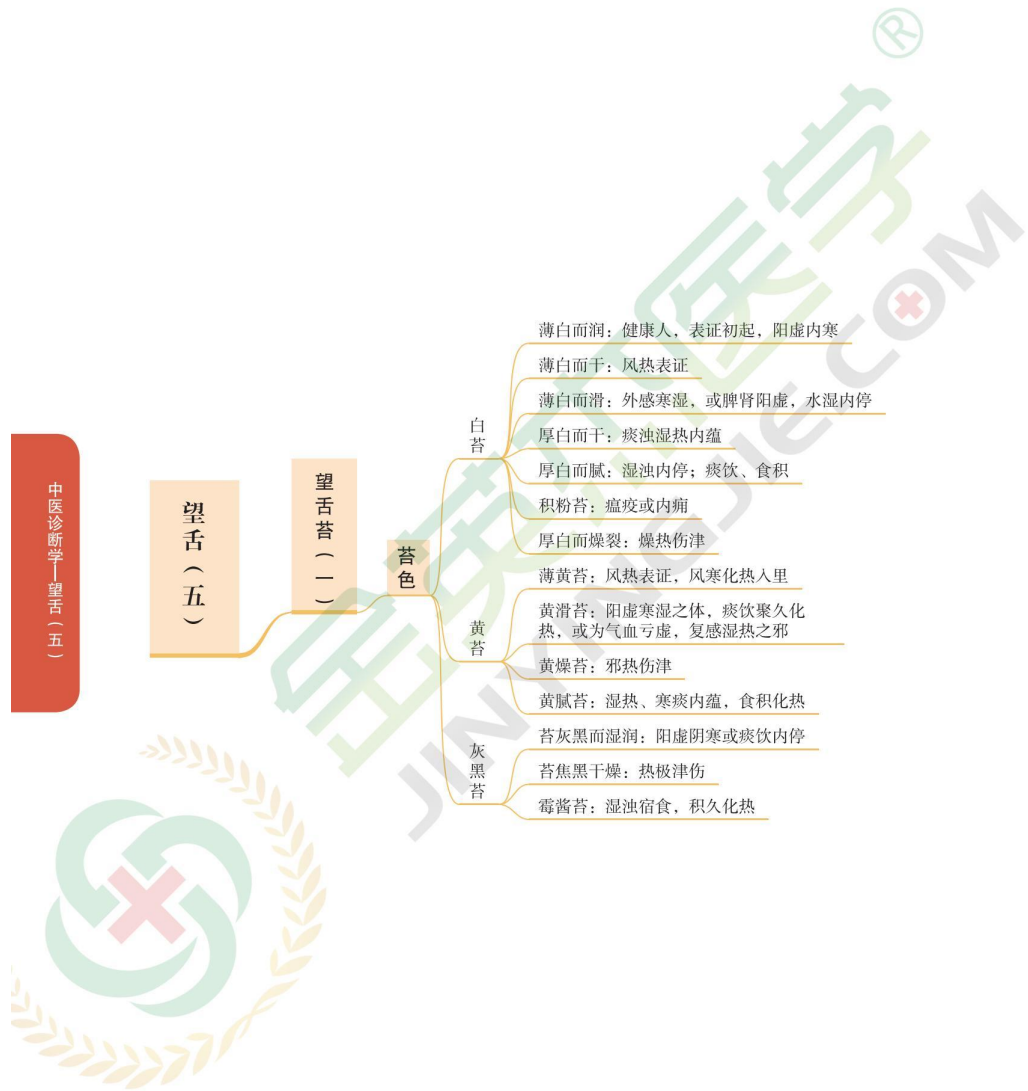 中医诊断学—望舌（五）
望舌（五）
望舌苔（一）
苔色
白苔
薄白而润：健康人，表证初起，阳虚内寒
薄白而干：风热表证
薄白而滑：外感寒湿，或脾肾阳虚，水湿内停
厚白而干：痰浊湿热内蕴
厚白而腻：湿浊内停；痰饮、食积
积粉苔：瘟疫或内痈
厚白而燥裂：燥热伤津
黄苔
薄黄苔：风热表证，风寒化热入里
黄滑苔：阳虚寒湿之体，痰饮聚久化
热，或为气血亏虚，复感湿热之邪
黄燥苔：邪热伤津
黄腻苔：湿热、寒痰内蕴，食积化热
灰黑苔
苔灰黑而湿润：阳虚阴寒或痰饮内停
苔焦黑干燥：热极津伤
霉酱苔：湿浊宿食，积久化热
金英杰医学®
JINYINGJIE.COM